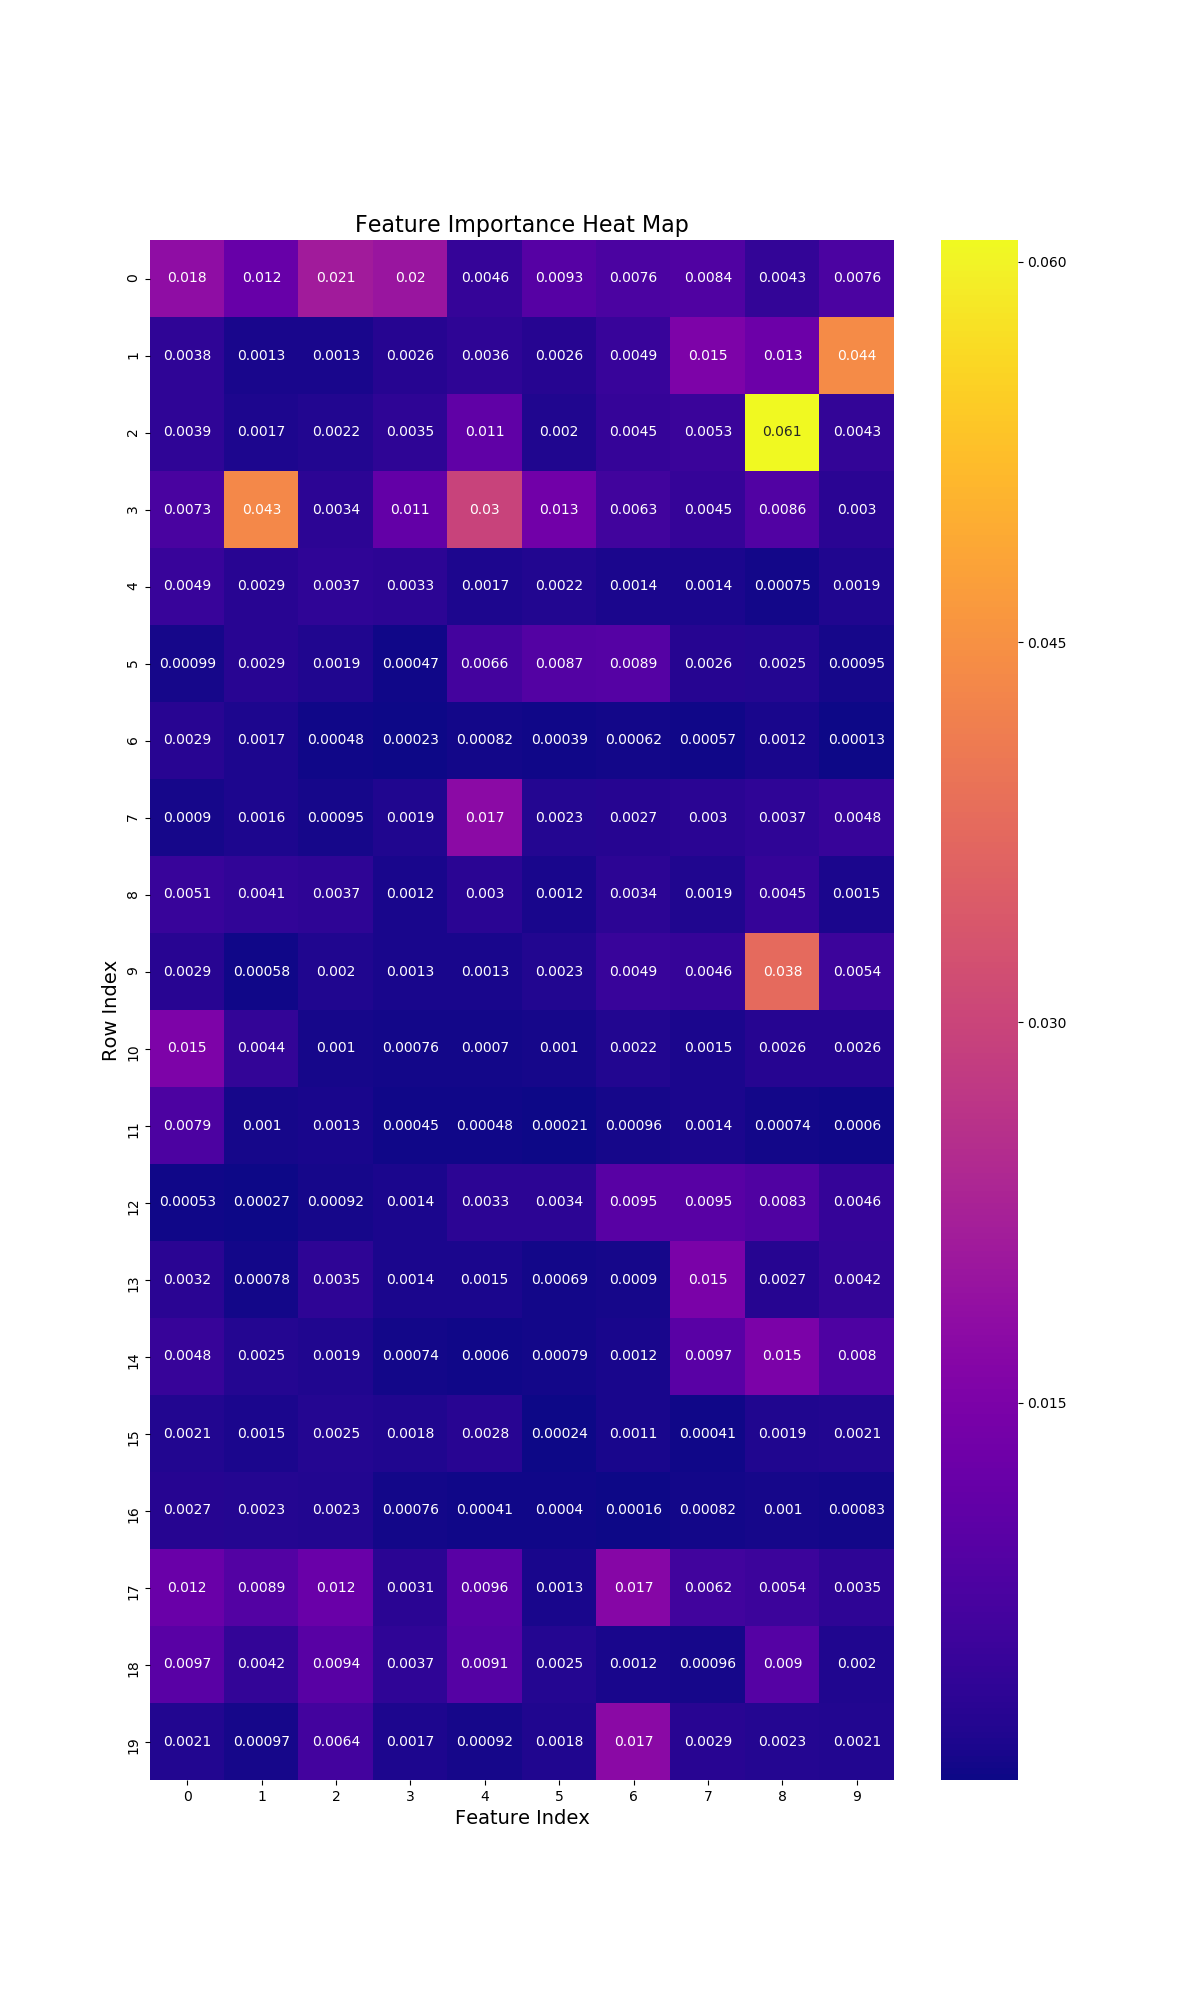 Feature Importance Heat Map
0 0.018 0.012 0.021 0.02 0.0046 0.0093 0.0076 0.0084 0.0043 0.0076
1 0.0038 0.0013 0.0013 0.0026 0.0036 0.0026 0.0049 0.015 0.013 0.044
2 0.0039 0.0017 0.0022 0.0035 0.011 0.002 0.0045 0.0053 0.061 0.0043
3 0.0073 0.043 0.0034 0.011 0.03 0.013 0.0063 0.0045 0.0086 0.003
4 0.0049 0.0029 0.0037 0.0033 0.0017 0.0022 0.0014 0.0014 0.00075 0.0019
5 0.00099 0.0029 0.0019 0.00047 0.0066 0.0087 0.0089 0.0026 0.0025 0.00095
6 0.0029 0.0017 0.00048 0.00023 0.00082 0.00039 0.00062 0.00057 0.0012 0.00013
7 0.0009 0.0016 0.00095 0.0019 0.017 0.0023 0.0027 0.003 0.0037 0.0048
8 0.0051 0.0041 0.0037 0.0012 0.003 0.0012 0.0034 0.0019 0.0045 0.0015
9 0.0029 0.00058 0.002 0.0013 0.0013 0.0023 0.0049 0.0046 0.038 0.0054
10 0.015 0.0044 0.001 0.00076 0.0007 0.001 0.0022 0.0015 0.0026 0.0026
11 0.0079 0.001 0.0013 0.00045 0.00048 0.00021 0.00096 0.0014 0.00074 0.0006
12 0.00053 0.00027 0.00092 0.0014 0.0033 0.0034 0.0095 0.0095 0.0083 0.0046
13 0.0032 0.00078 0.0035 0.0014 0.0015 0.00069 0.0009 0.015 0.0027 0.0042
14 0.0048 0.0025 0.0019 0.00074 0.0006 0.00079 0.0012 0.0097 0.015 0.008
15 0.0021 0.0015 0.0025 0.0018 0.0028 0.00024 0.0011 0.00041 0.0019 0.0021
16 0.0027 0.0023 0.0023 0.00076 0.00041 0.0004 0.00016 0.00082 0.001 0.00083
17 0.012 0.0089 0.012 0.0031 0.0096 0.0013 0.017 0.0062 0.0054 0.0035
18 0.0097 0.0042 0.0094 0.0037 0.0091 0.0025 0.0012 0.00096 0.009 0.002
19 0.0021 0.00097 0.0064 0.0017 0.00092 0.0018 0.017 0.0029 0.0023 0.0021
0 1 2 3 4 5 6 7 8 9
Feature Index
Row Index
0.060
0.045
0.030
0.015